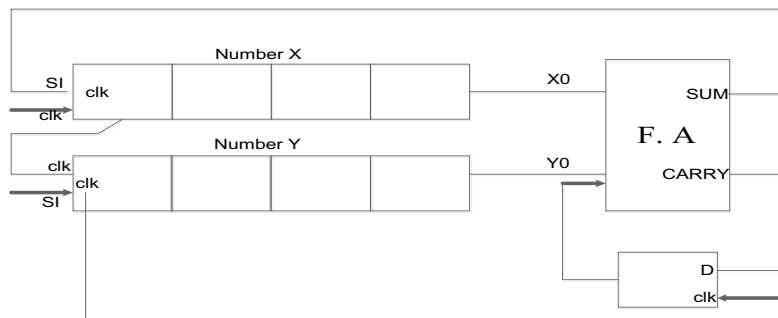 Number X
SI
clk
clk
X0
SUM
F. A
Number Y
clk
clk
SI
Y0
CARRY
D
clk